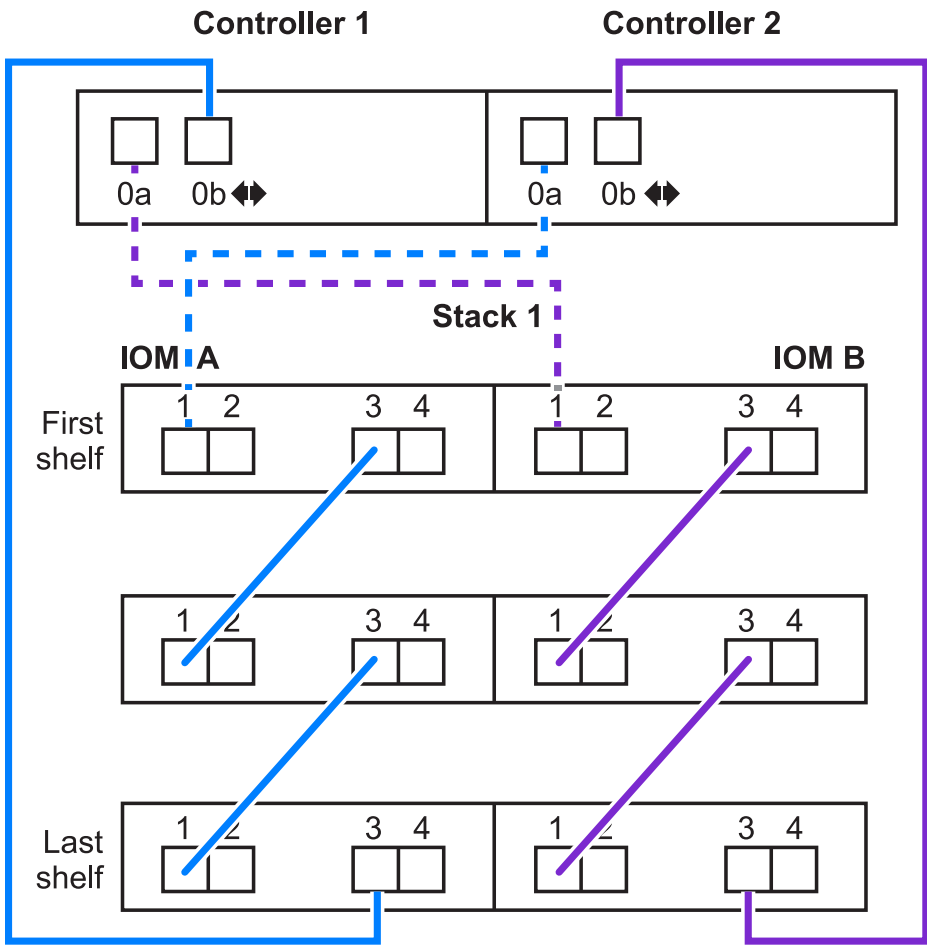 Controller 1 Controller 2
0a 0b 0a 0b
Stack 1
IOM A IOM B
First
shelf
1 2 3 4 1 2 3 4
1 2 3 4 1 2 3 4
Last
shelf
1 2 3 4 1 2 3 4